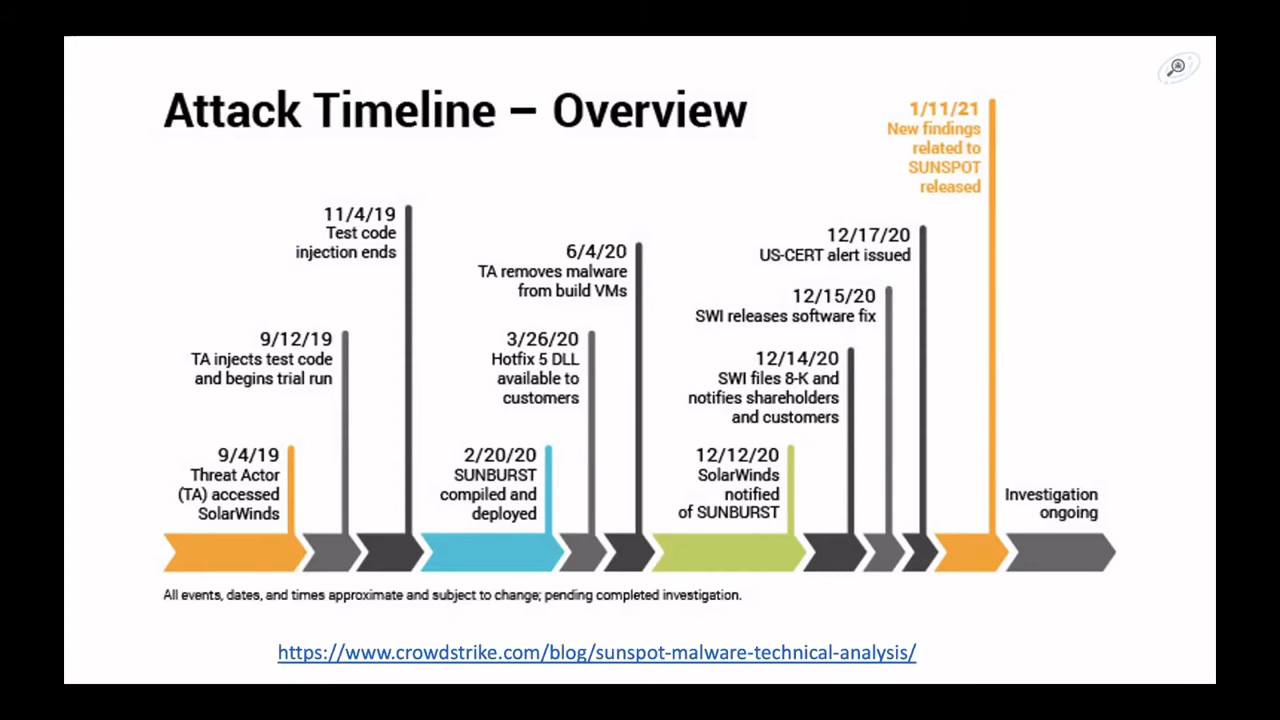 Attack Timeline – Overview
9/4/19
Threat Actor
(TA) accessed
SolarWinds
9/12/19
TA injects test code
and begins trial run
11/4/19
Test code
injection ends
2/20/20
SUNBURST
compiled and
deployed
3/26/20
Hotfix 5 DLL
available to
customers
6/4/20
TA removes malware
from build VMs
12/12/20
SolarWinds
notified
of SUNBURST
12/14/20
SWI files 8-K and
notifies shareholders
and customers
12/15/20
SWI releases software fix
12/17/20
US-CERT alert issued
1/11/21
New findings
related to
SUNSPOT
released
Investigation
ongoing
All events, dates, and times approximate and subject to change; pending completed investigation.
https://www.crowdstrike.com/blog/sunspot-malware-technical-analysis/